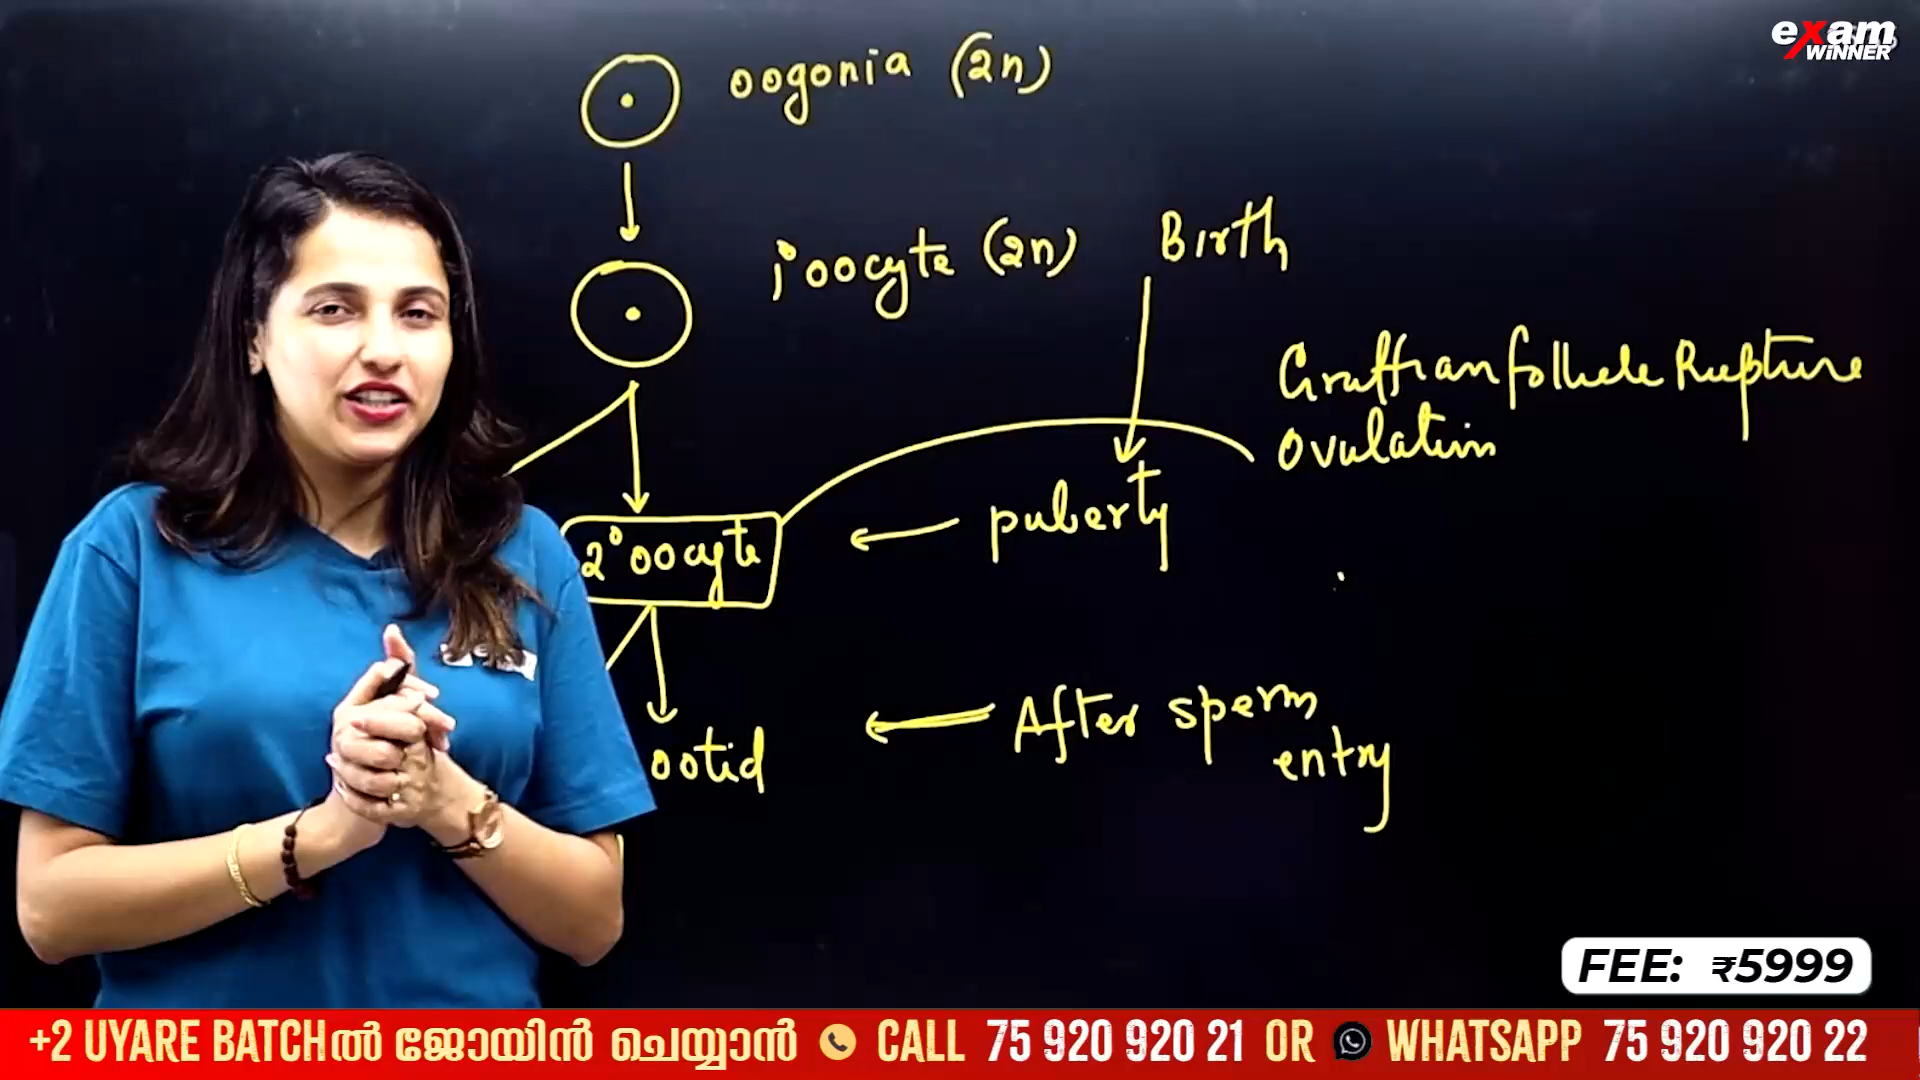 exam
WINNER
oogonia (2n)
1° oocyte (2n)
Birth
Graffian follicle Rupture
Ovulation
2° oocyte
puberty
ootid
After sperm
entry
FEE: ₹5999
+2 UYARE BATCHൽ ജോയിൻ ചെയ്യാൻ CALL 75 920 920 21 OR WHATSAPP 75 920 920 22